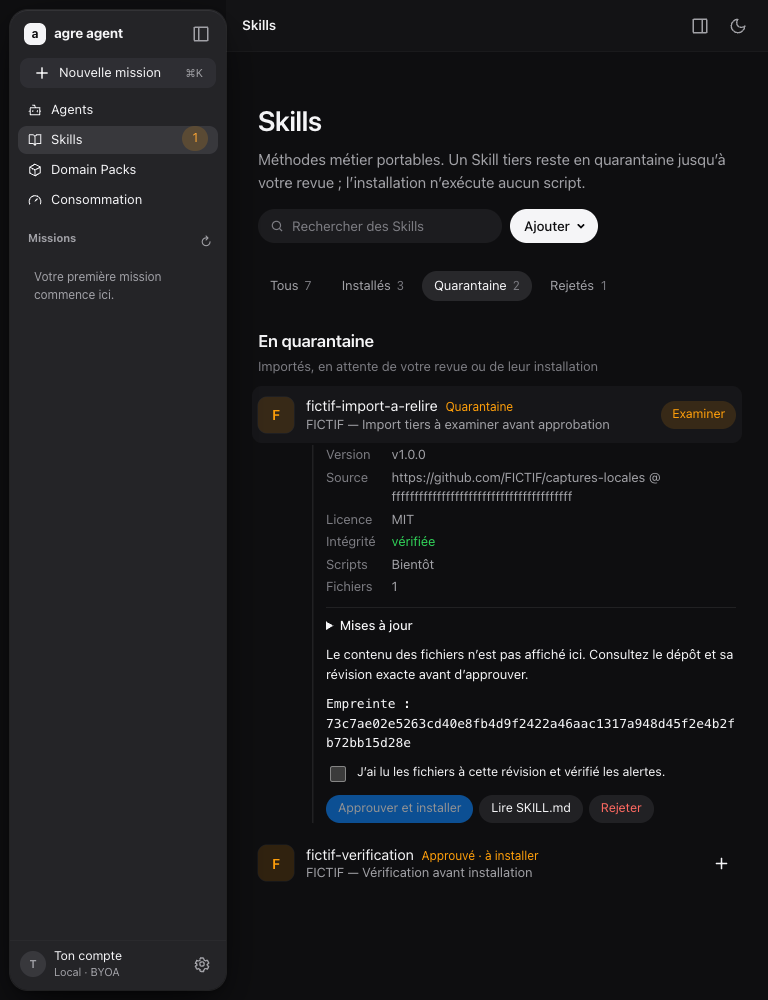 a agre agent
Skills
Nouvelle mission ⌘K
Agents
Skills 1
Domain Packs
Consommation
Missions
Votre première mission
commence ici.
Ton compte
T
Local · BYOA
Skills
Méthodes métier portables. Un Skill tiers reste en quarantaine jusqu’à
votre revue ; l’installation n’exécute aucun script.
Rechercher des Skills
Ajouter
Tous 7 Installés 3 Quarantaine 2 Rejetés 1
En quarantaine
Importés, en attente de votre revue ou de leur installation
F
fictif-import-a-relire Quarantaine
FICTIF — Import tiers à examiner avant approbation
Examiner
Version v1.0.0
Source https://github.com/FICTIF/captures-locales @
ffffffffffffffffffffffffffffffffffffffff
Licence MIT
Intégrité vérifiée
Scripts Bientôt
Fichiers 1
Mises à jour
Le contenu des fichiers n’est pas affiché ici. Consultez le dépôt et sa
révision exacte avant d’approuver.
Empreinte :
73c7ae02e5263cd40e8fb4d9f2422a46aac1317a948d45f2e4b2f
b72bb15d28e
J’ai lu les fichiers à cette révision et vérifié les alertes.
Approuver et installer Lire SKILL.md Rejeter
F
fictif-verification Approuvé · à installer
FICTIF — Vérification avant installation